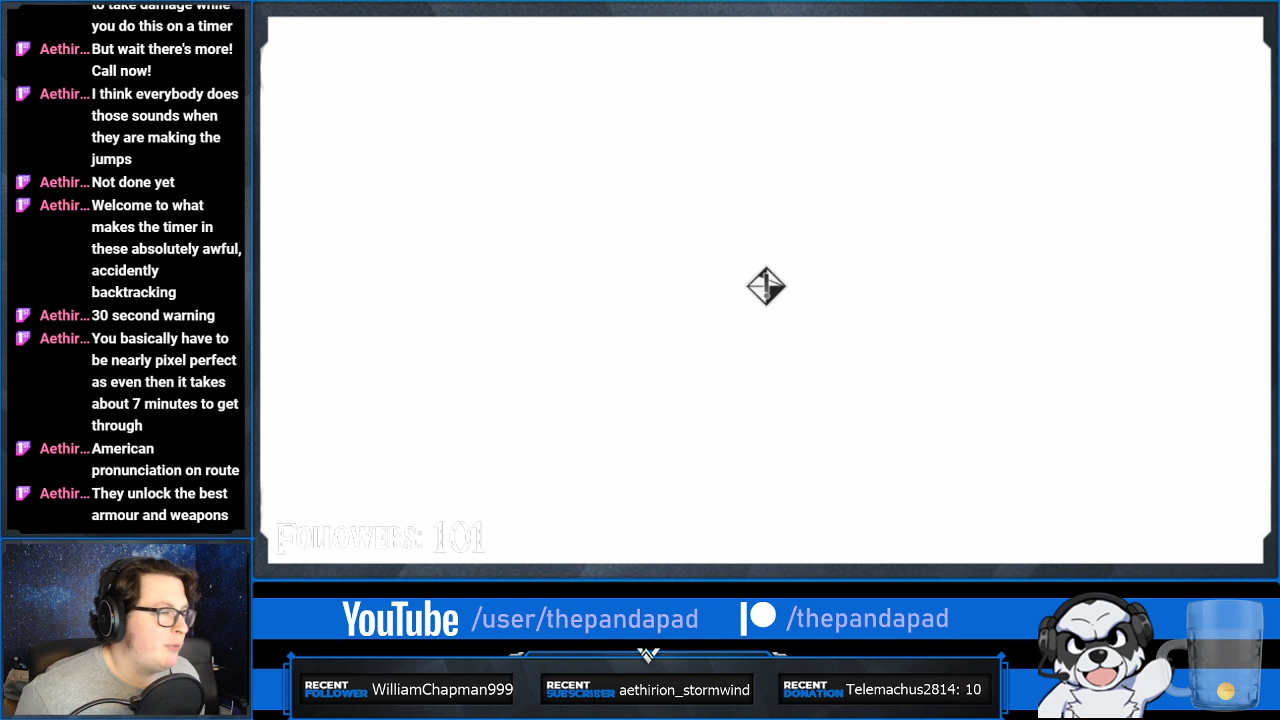 to take damage while
you do this on a timer
Aethir... But wait there's more!
Call now!
Aethir... I think everybody does
those sounds when
they are making the
jumps
Aethir... Not done yet
Aethir... Welcome to what
makes the timer in
these absolutely awful,
accidently
backtracking
Aethir... 30 second warning
Aethir... You basically have to
be nearly pixel perfect
as even then it takes
about 7 minutes to get
through
Aethir... American
pronunciation on route
Aethir... They unlock the best
armour and weapons
Followers: 101
YouTube /user/thepandapad
/thepandapad
RECENT FOLLOWER WilliamChapman999
RECENT SUBSCRIBER aethirion_stormwind
RECENT DONATION Telemachus2814: 10